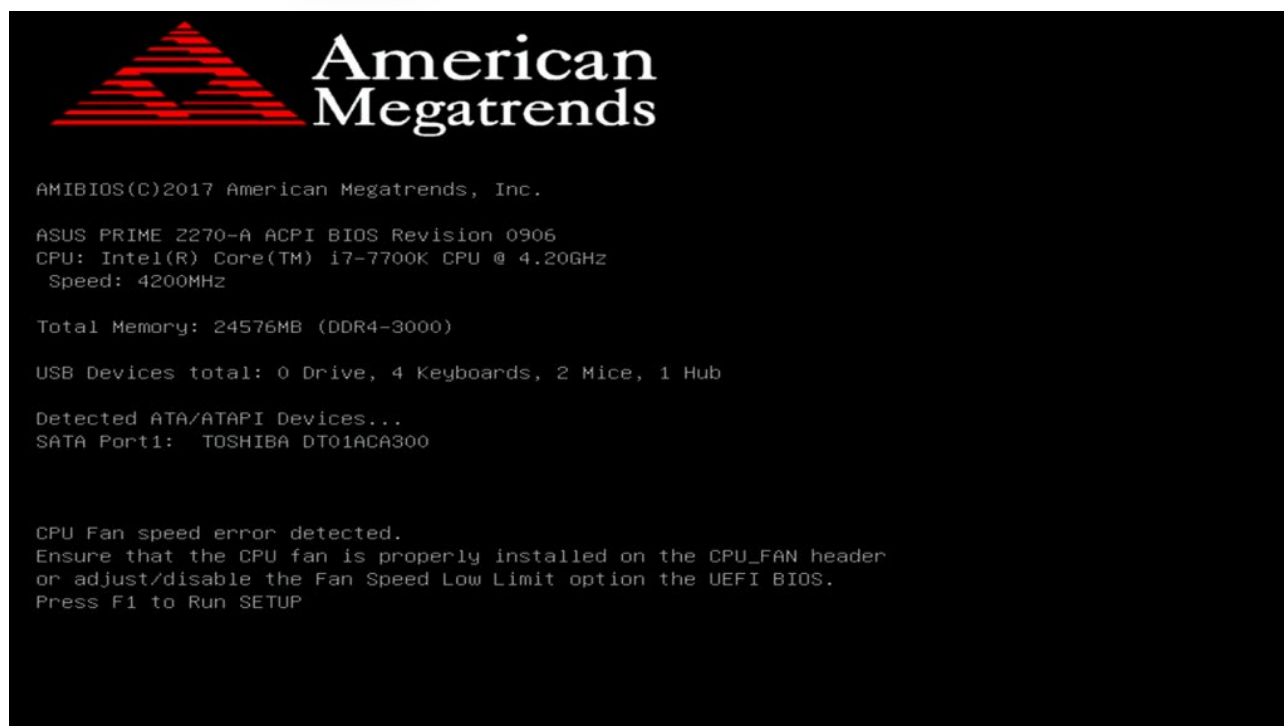 American
Megatrends
AMIBIOS(C)2017 American Megatrends, Inc.
ASUS PRIME Z270-A ACPI BIOS Revision 0906
CPU: Intel(R) Core(TM) i7-7700K CPU @ 4.20GHz
Speed: 4200MHz
Total Memory: 24576MB (DDR4-3000)
USB Devices total: 0 Drive, 4 Keyboards, 2 Mice, 1 Hub
Detected ATA/ATAPI Devices...
SATA Port1: TOSHIBA DT01ACA300
CPU Fan speed error detected.
Ensure that the CPU fan is properly installed on the CPU_FAN header
or adjust/disable the Fan Speed Low Limit option the UEFI BIOS.
Press F1 to Run SETUP